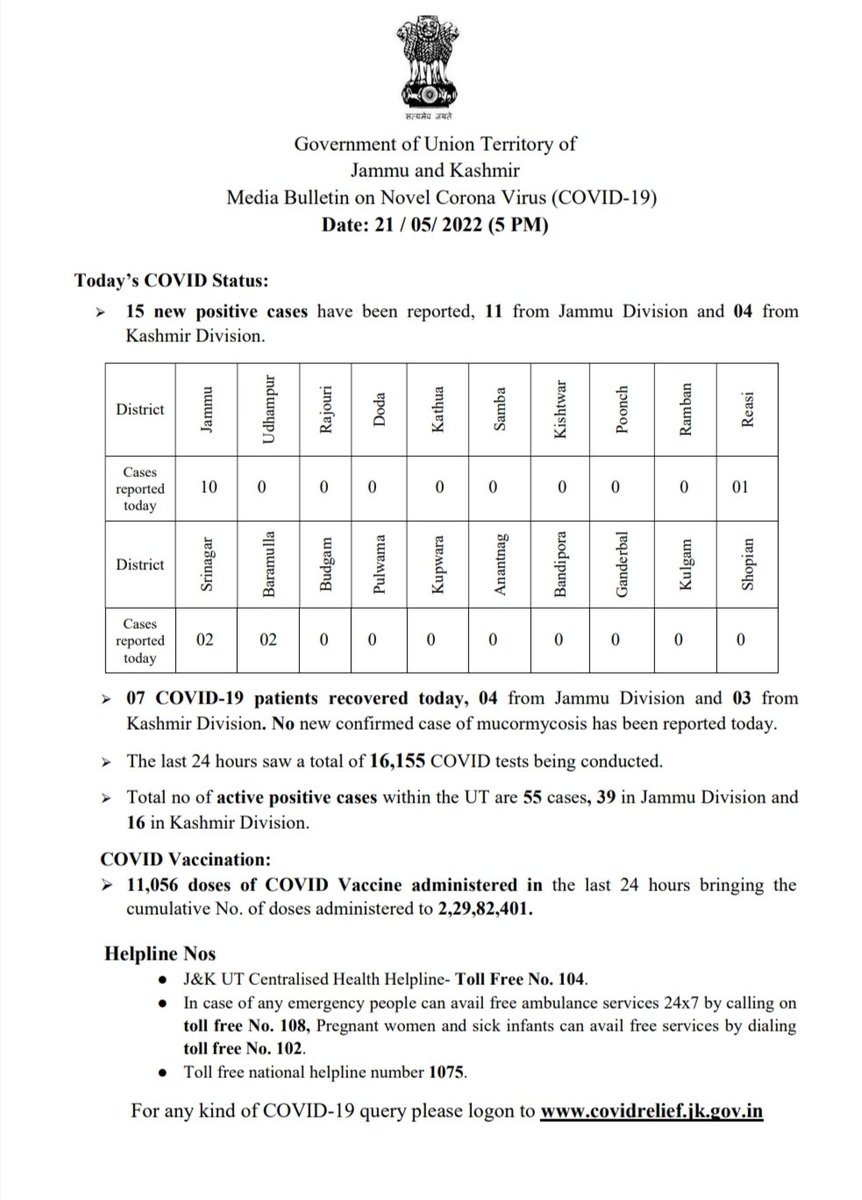 सत्यमेव जयते
Government of Union Territory of
Jammu and Kashmir
Media Bulletin on Novel Corona Virus (COVID-19)
Date: 21 / 05/ 2022 (5 PM)
Today’s COVID Status:
➢ 15 new positive cases have been reported, 11 from Jammu Division and 04 from
Kashmir Division.
District Jammu Udhampur Rajouri Doda Kathua Samba Kishtwar Poonch Ramban Reasi
Cases
reported
today
10 0 0 0 0 0 0 0 0 01
District Srinagar Baramulla Budgam Pulwama Kupwara Anantnag Bandipora Ganderbal Kulgam Shopian
Cases
reported
today
02 02 0 0 0 0 0 0 0 0
➢ 07 COVID-19 patients recovered today, 04 from Jammu Division and 03 from
Kashmir Division. No new confirmed case of mucormycosis has been reported today.
➢ The last 24 hours saw a total of 16,155 COVID tests being conducted.
➢ Total no of active positive cases within the UT are 55 cases, 39 in Jammu Division and
16 in Kashmir Division.
COVID Vaccination:
➢ 11,056 doses of COVID Vaccine administered in the last 24 hours bringing the
cumulative No. of doses administered to 2,29,82,401.
Helpline Nos
● J&K UT Centralised Health Helpline- Toll Free No. 104.
● In case of any emergency people can avail free ambulance services 24x7 by calling on
toll free No. 108, Pregnant women and sick infants can avail free services by dialing
toll free No. 102.
● Toll free national helpline number 1075.
For any kind of COVID-19 query please logon to www.covidrelief.jk.gov.in